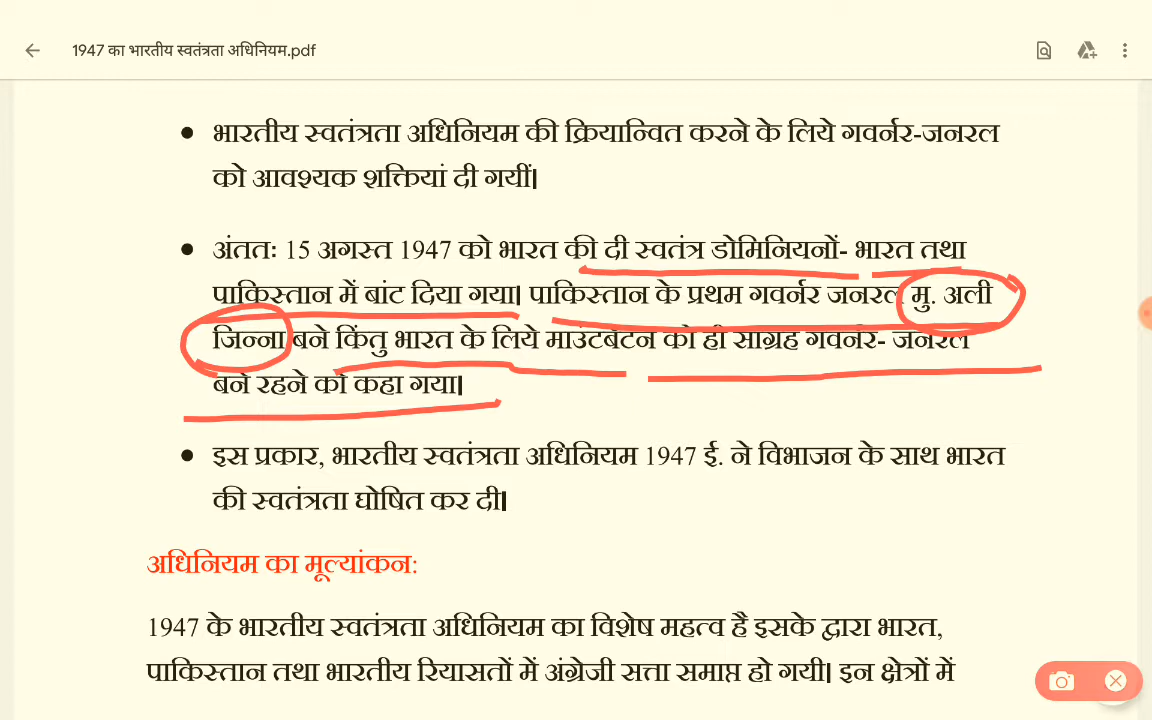 1947 का भारतीय स्वतंत्रता अधिनियम.pdf
● भारतीय स्वतंत्रता अधिनियम की क्रियान्वित करने के लिये गवर्नर-जनरल
को आवश्यक शक्तियां दी गयीं।
● अंततः 15 अगस्त 1947 को भारत की दी स्वतंत्र डोमिनियनों- भारत तथा
पाकिस्तान में बांट दिया गया। पाकिस्तान के प्रथम गवर्नर जनरल मु. अली
जिन्ना बने किंतु भारत के लिये माउंटबेटन को ही साग्रह गवर्नर- जनरल
बने रहने को कहा गया।
● इस प्रकार, भारतीय स्वतंत्रता अधिनियम 1947 ई. ने विभाजन के साथ भारत
की स्वतंत्रता घोषित कर दी।
अधिनियम का मूल्यांकन:
1947 के भारतीय स्वतंत्रता अधिनियम का विशेष महत्व है इसके द्वारा भारत,
पाकिस्तान तथा भारतीय रियासतों में अंग्रेजी सत्ता समाप्त हो गयी। इन क्षेत्रों में